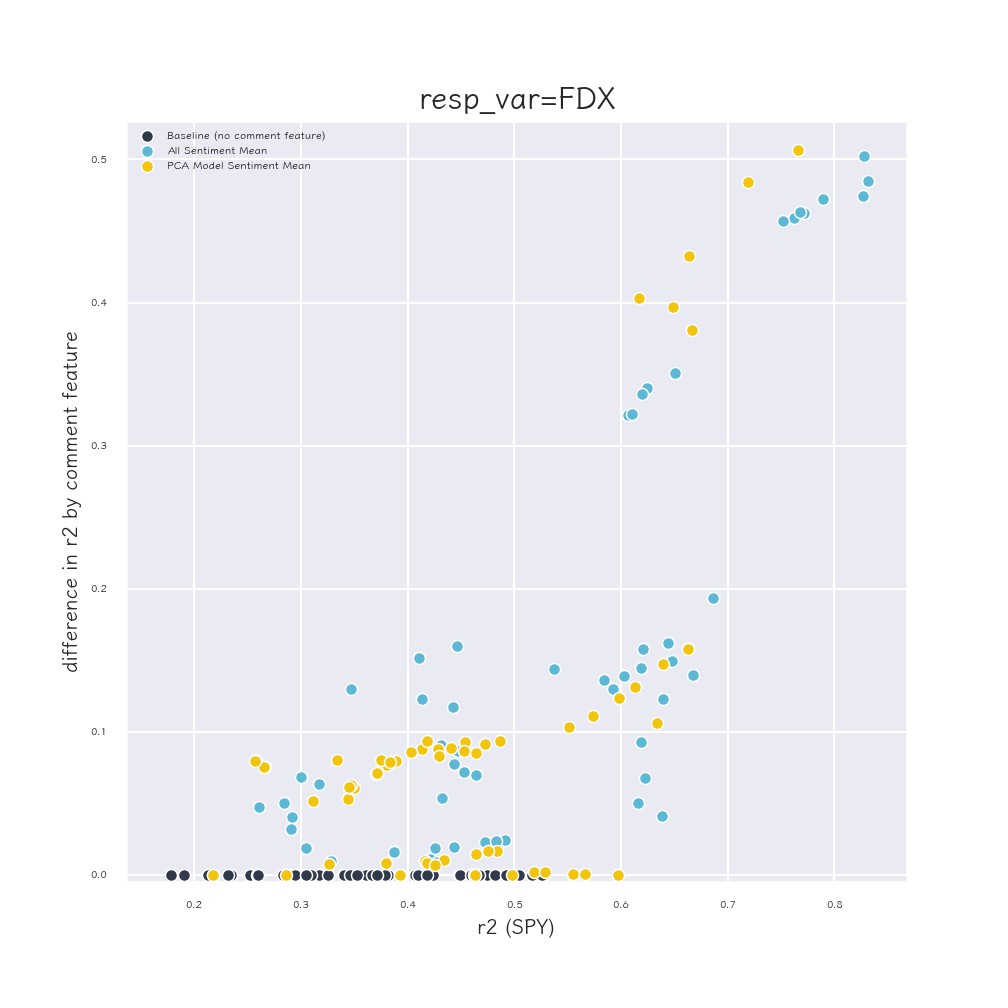 resp_var=FDX
Baseline (no comment feature)
All Sentiment Mean
PCA Model Sentiment Mean
0.5
0.4
0.3
0.2
0.1
0.0
difference in r2 by comment feature
0.2 0.3 0.4 0.5 0.6 0.7 0.8
r2 (SPY)